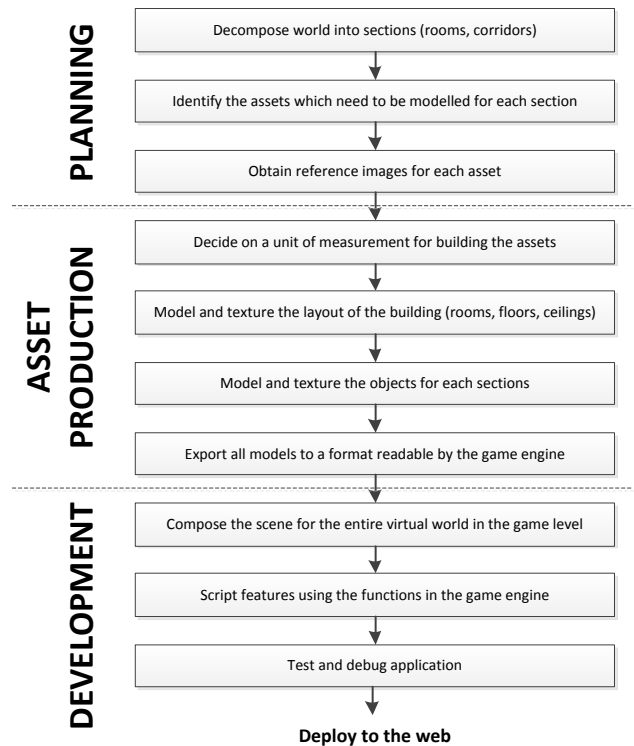 PLANNING
Decompose world into sections (rooms, corridors)
Identify the assets which need to be modelled for each section
Obtain reference images for each asset
ASSET
PRODUCTION
Decide on a unit of measurement for building the assets
Model and texture the layout of the building (rooms, floors, ceilings)
Model and texture the objects for each sections
Export all models to a format readable by the game engine
DEVELOPMENT
Compose the scene for the entire virtual world in the game level
Script features using the functions in the game engine
Test and debug application
Deploy to the web